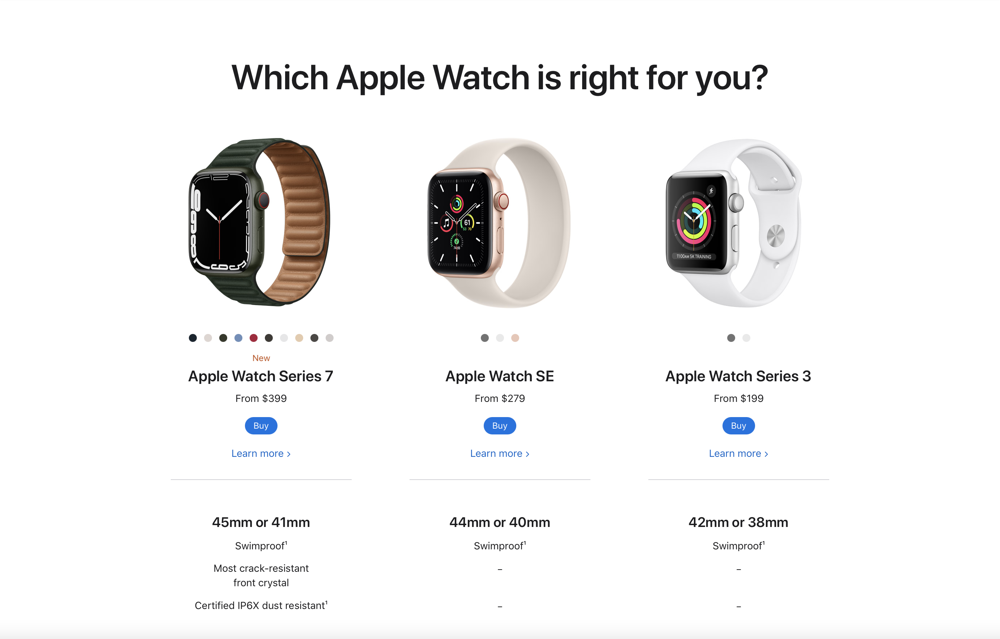 Which Apple Watch is right for you?
61
53 70
74dB
11:00AM 5K TRAINING
New
Apple Watch Series 7
From $399
Buy
Learn more >
Apple Watch SE
From $279
Buy
Learn more >
Apple Watch Series 3
From $199
Buy
Learn more >
45mm or 41mm
Swimproof¹
Most crack-resistant
front crystal
Certified IP6X dust resistant¹
44mm or 40mm
Swimproof¹
–
–
42mm or 38mm
Swimproof¹
–
–